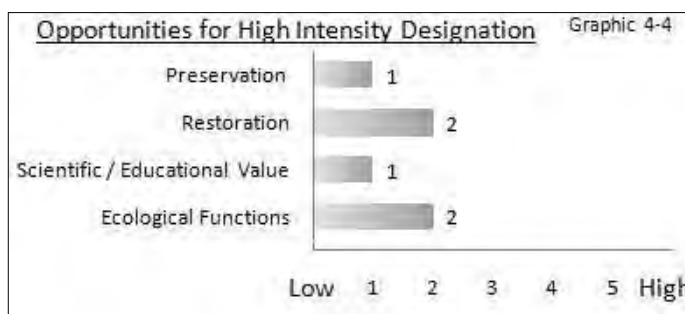 Opportunities for High Intensity Designation Graphic 4-4
Preservation 1
Restoration 2
Scientific / Educational Value 1
Ecological Functions 2
Low 1 2 3 4 5 High